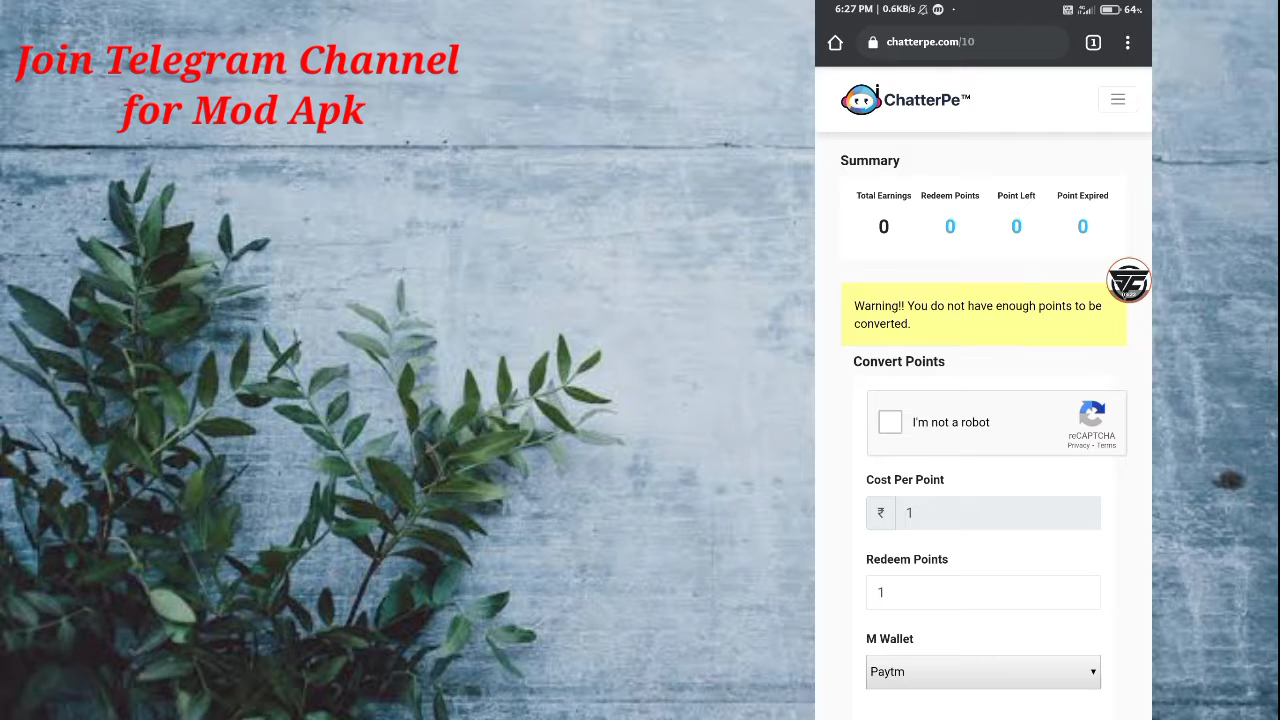 Join Telegram Channel
for Mod Apk
6:27 PM | 0.6KB/s
64%
chatterpe.com/10
1
ChatterPe™
Summary
Total Earnings Redeem Points Point Left Point Expired
0 0 0 0
Warning!! You do not have enough points to be
converted.
Convert Points
I'm not a robot
reCAPTCHA
Privacy - Terms
Cost Per Point
₹ 1
Redeem Points
1
M Wallet
Paytm